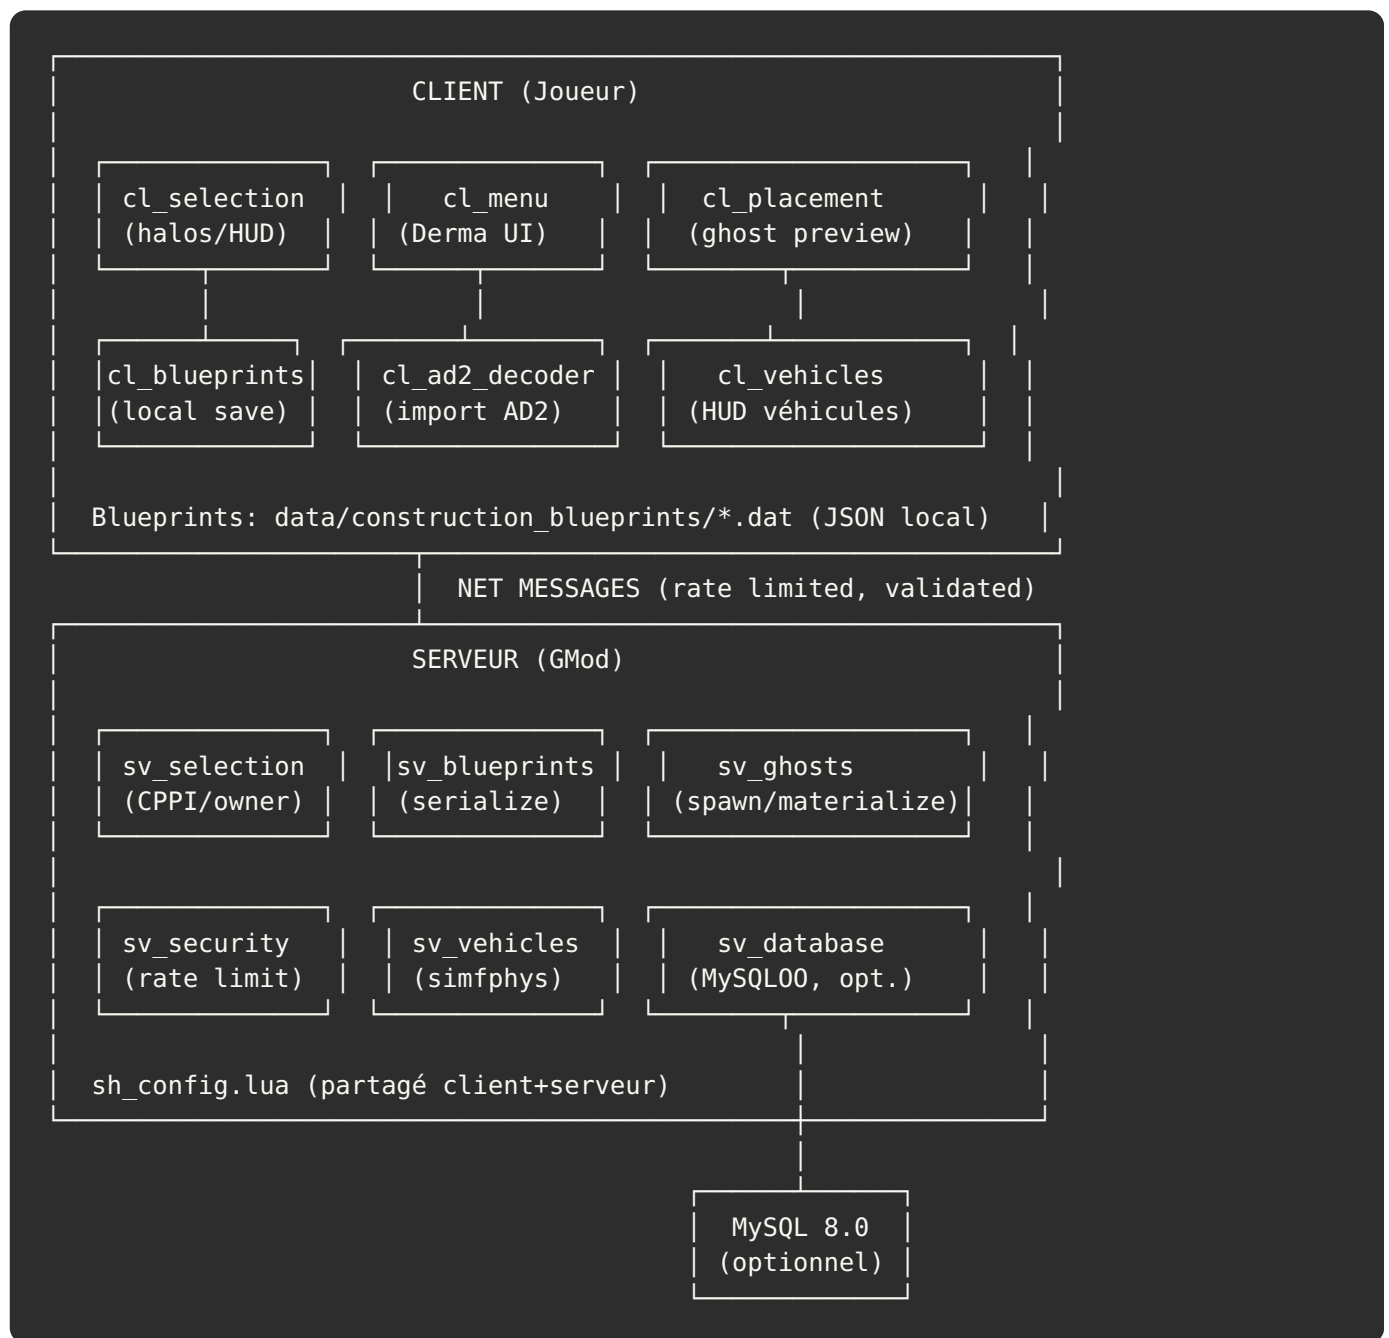 CLIENT (Joueur)
cl_selection cl_menu cl_placement
(halos/HUD) (Derma UI) (ghost preview)
cl_blueprints cl_ad2_decoder cl_vehicles
(local save) (import AD2) (HUD véhicules)
Blueprints: data/construction_blueprints/*.dat (JSON local)
NET MESSAGES (rate limited, validated)
SERVEUR (GMod)
sv_selection sv_blueprints sv_ghosts
(CPPI/owner) (serialize) (spawn/materialize)
sv_security sv_vehicles sv_database
(rate limit) (simfphys) (MySQLOO, opt.)
sh_config.lua (partagé client+serveur)
MySQL 8.0
(optionnel)